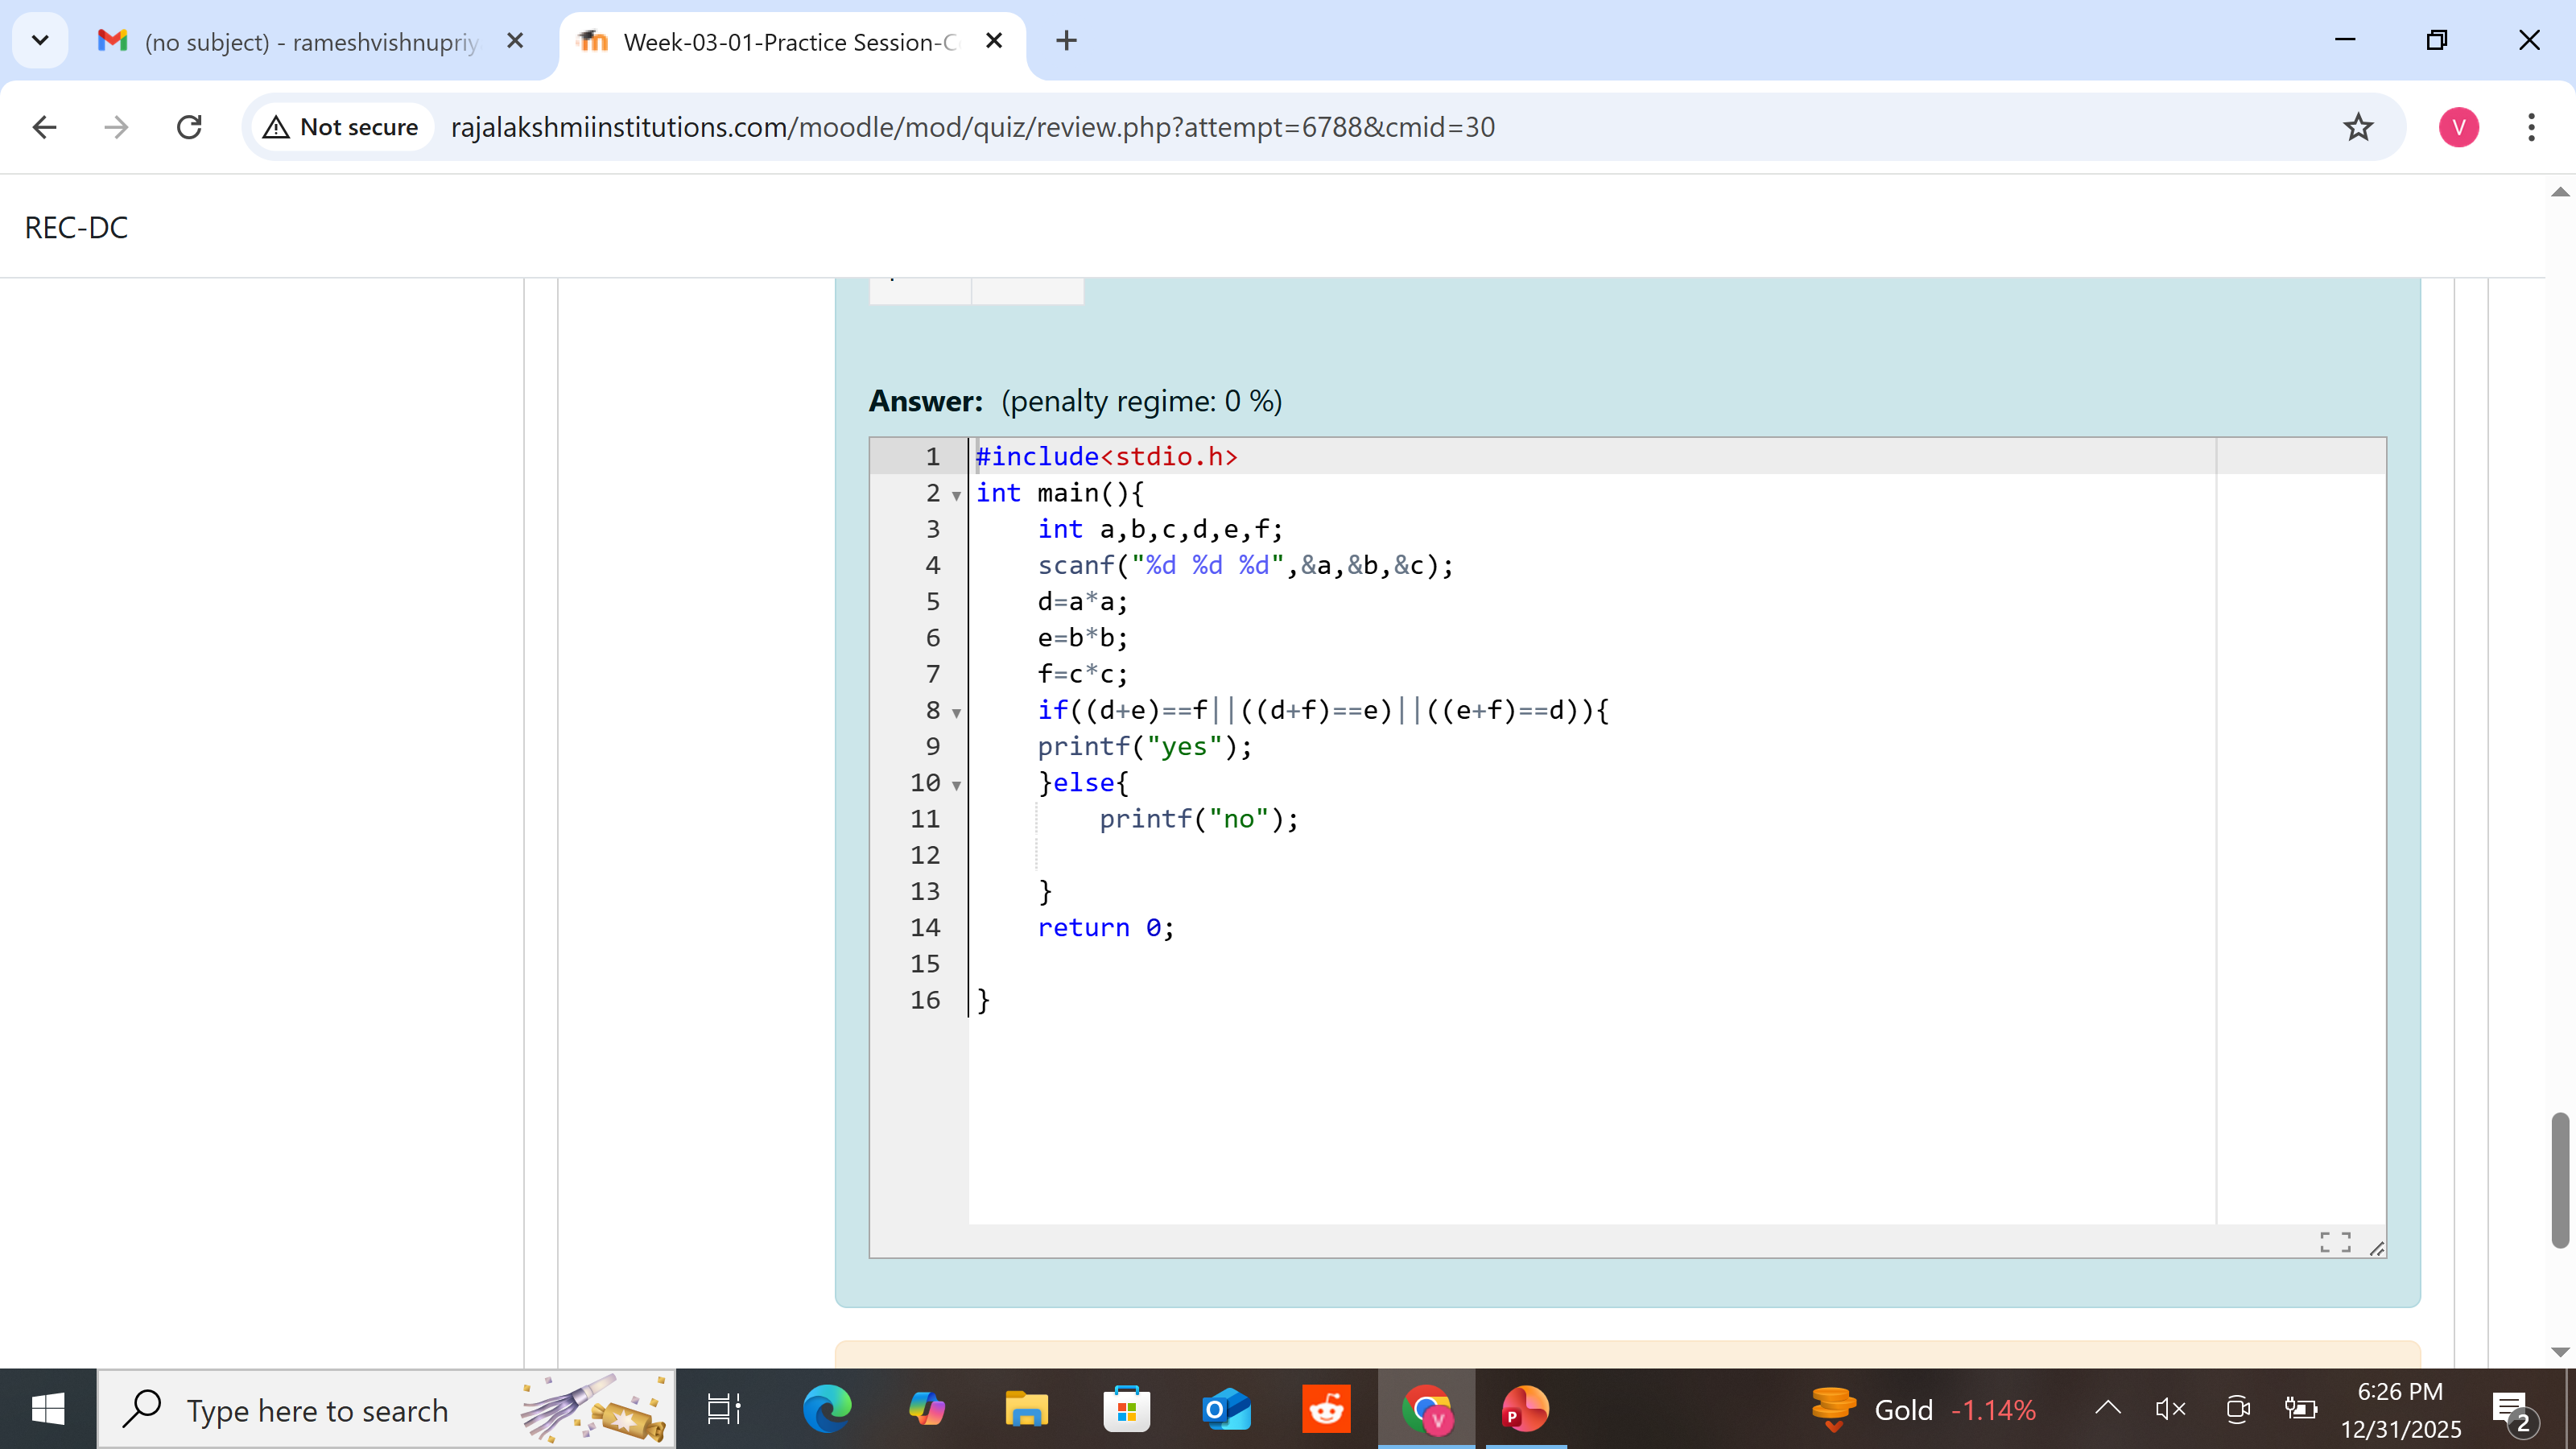 (no subject) - rameshvishnupriy
Week-03-01-Practice Session-C
Not secure
rajalakshmiinstitutions.com/moodle/mod/quiz/review.php?attempt=6788&cmid=30
V
REC-DC
Answer: (penalty regime: 0 %)
1 #include<stdio.h>
2 int main(){
3 int a,b,c,d,e,f;
4 scanf("%d %d %d",&a,&b,&c);
5 d=a*a;
6 e=b*b;
7 f=c*c;
8 if((d+e)==f||((d+f)==e)||((e+f)==d)){
9 printf("yes");
10 }else{
11 printf("no");
12
13 }
14 return 0;
15
16 }
Type here to search
Gold -1.14%
6:26 PM
12/31/2025
2